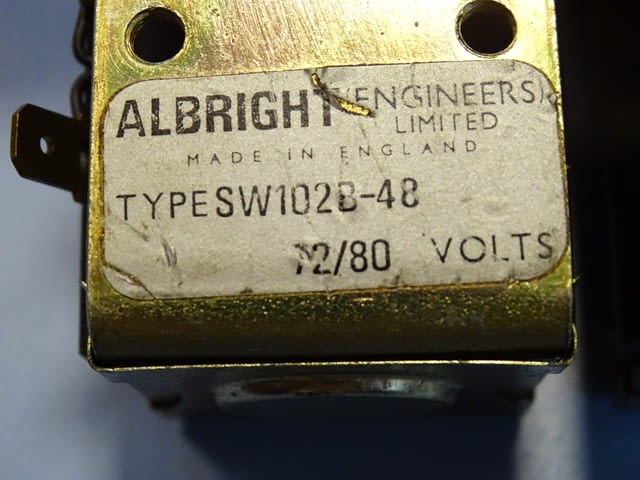 ALBRIGHT (ENGINEERS)
LIMITED
MADE IN ENGLAND
TYPE SW102B-48
72/80 VOLTS